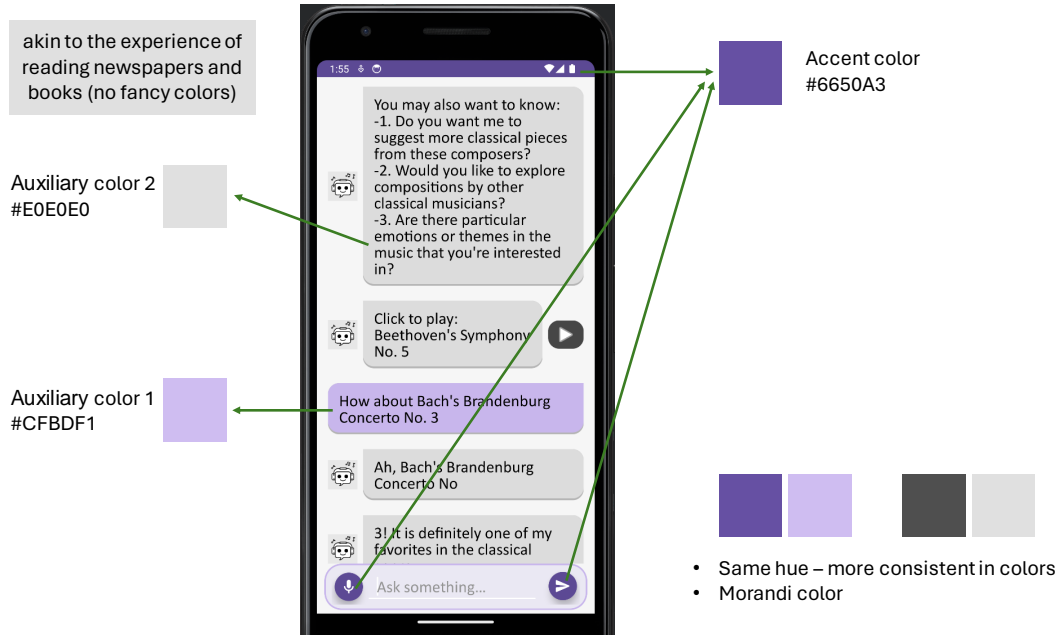 akin to the experience of
reading newspapers and
books (no fancy colors)
Auxiliary color 2
#E0E0E0
Auxiliary color 1
#CFBDF1
1:55
You may also want to know:
-1. Do you want me to
suggest more classical pieces
from these composers?
-2. Would you like to explore
compositions by other
classical musicians?
-3. Are there particular
emotions or themes in the
music that you're interested
in?
Click to play:
Beethoven's Symphony
No. 5
How about Bach's Brandenburg
Concerto No. 3
Ah, Bach's Brandenburg
Concerto No
3! It is definitely one of my
favorites in the classical
Ask something...
Accent color
#6650A3
• Same hue – more consistent in colors
• Morandi color